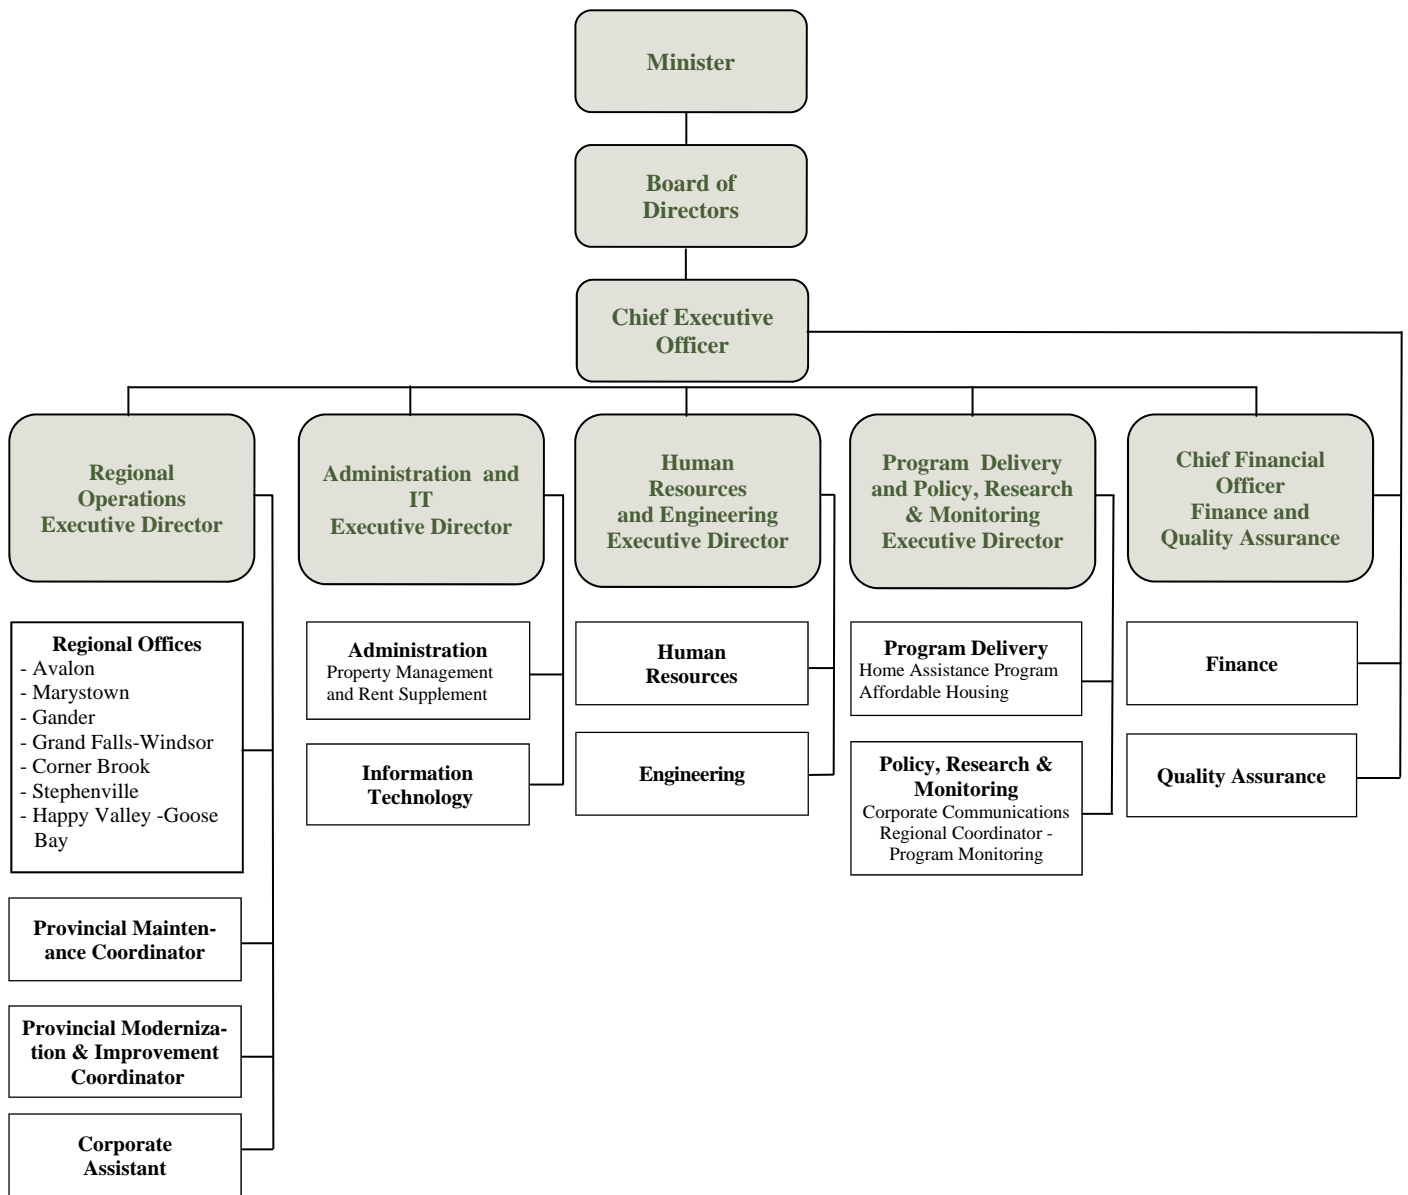 Minister
Board of
Directors
Chief Executive
Officer
Regional
Operations
Executive Director
Administration and
IT
Executive Director
Human
Resources
and Engineering
Executive Director
Program Delivery
and Policy, Research
& Monitoring
Executive Director
Chief Financial
Officer
Finance and
Quality Assurance
Regional Offices
- Avalon
- Marystown
- Gander
- Grand Falls-Windsor
- Corner Brook
- Stephenville
- Happy Valley -Goose
Bay
Provincial Mainten-
ance Coordinator
Provincial Moderniza-
tion & Improvement
Coordinator
Corporate
Assistant
Administration
Property Management
and Rent Supplement
Information
Technology
Human
Resources
Engineering
Program Delivery
Home Assistance Program
Affordable Housing
Policy, Research &
Monitoring
Corporate Communications
Regional Coordinator -
Program Monitoring
Finance
Quality Assurance